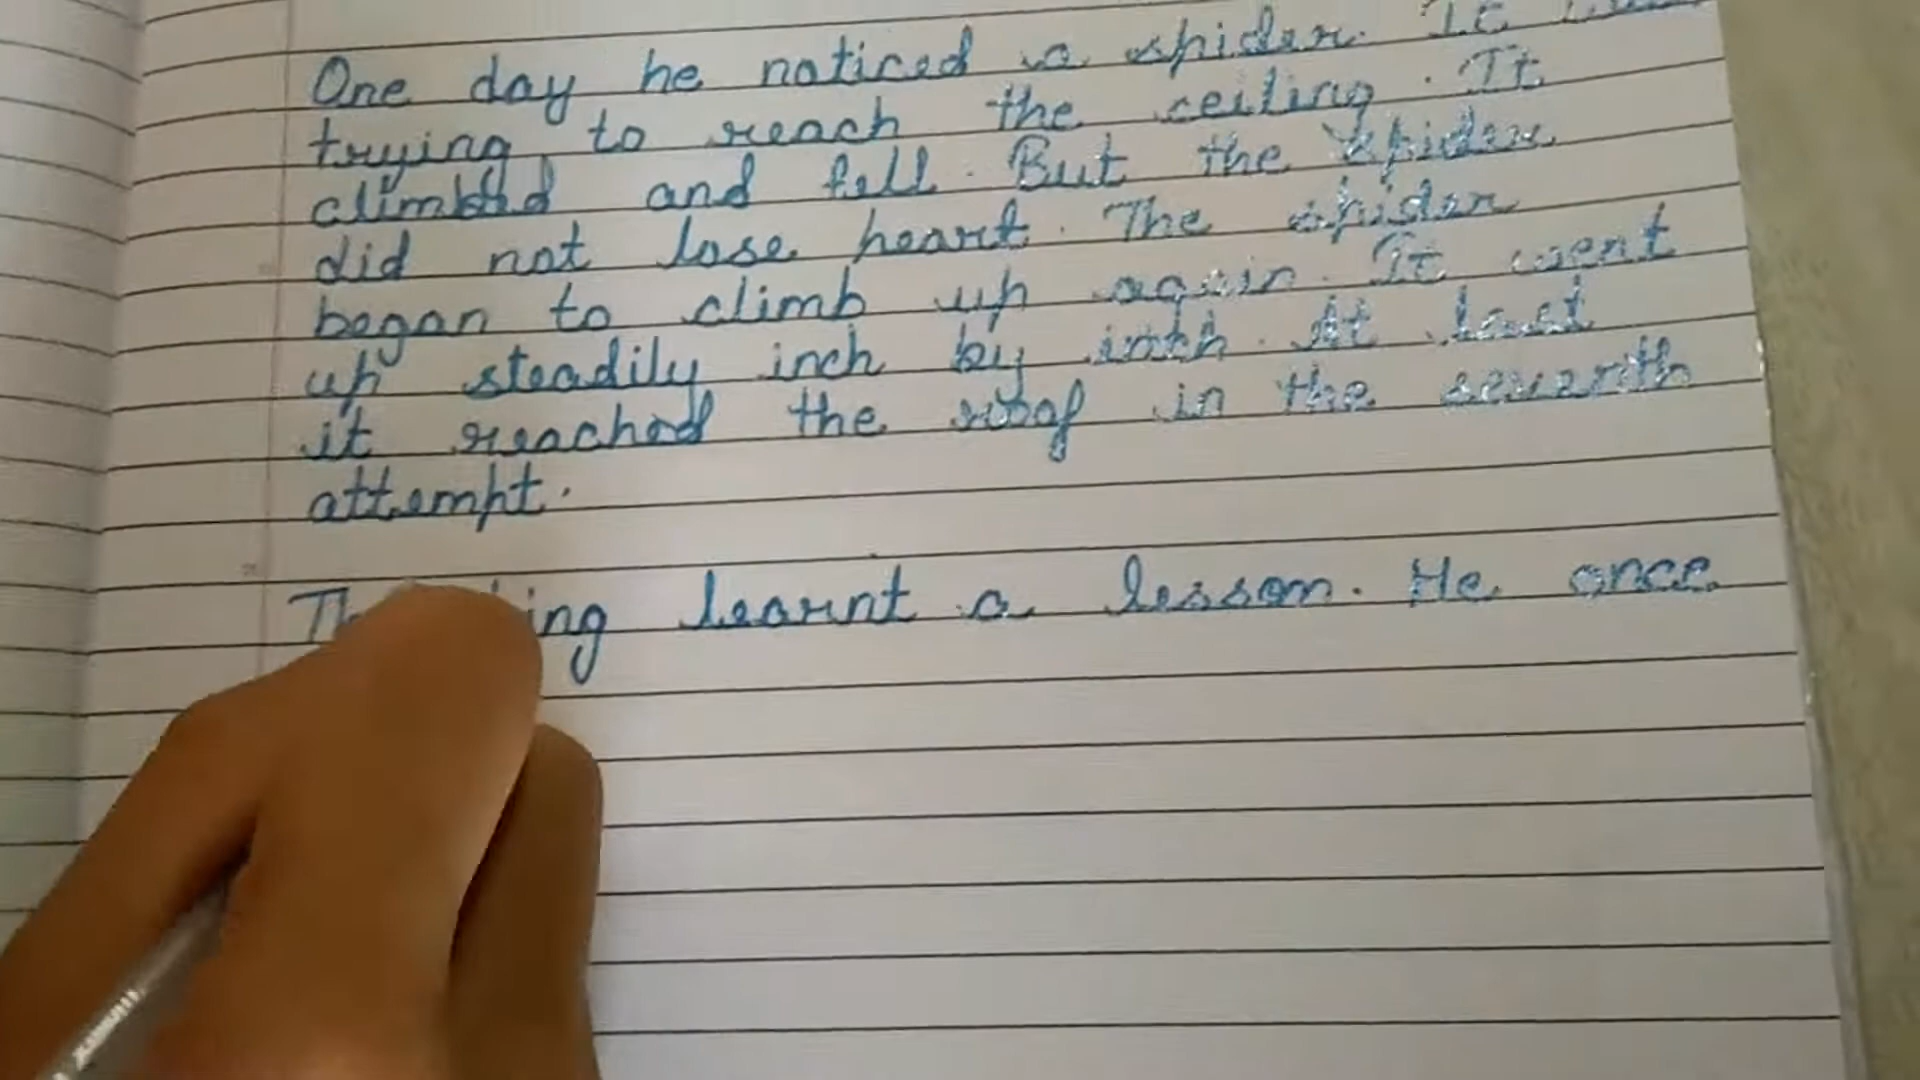 One day he noticed a spider. It
trying to reach the ceiling. It
climbed and fell. But the spider
did not lose heart. The spider
began to climb up again. It went
up steadily inch by inch. At last
it reached the roof in the seventh
attempt.
learnt a lesson. He once